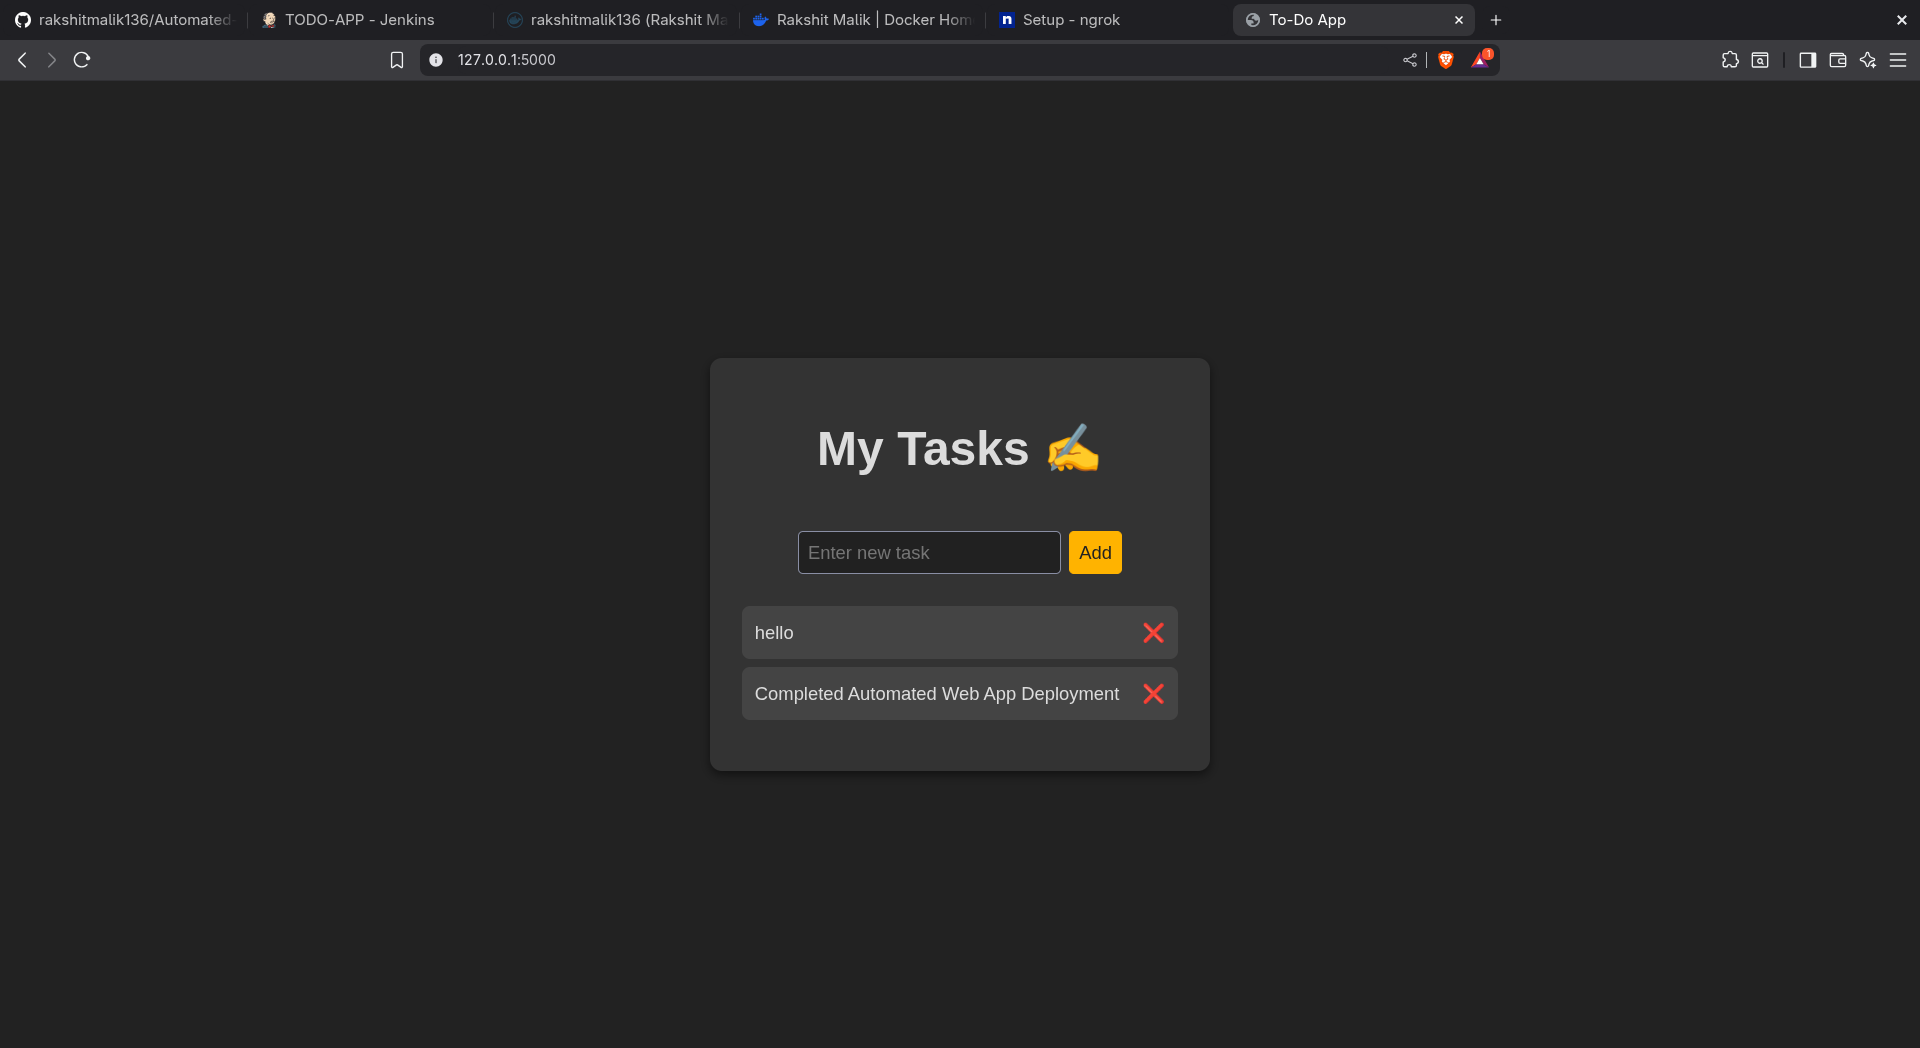 rakshitmalik136/Automated-
TODO-APP - Jenkins
rakshitmalik136 (Rakshit Ma
Rakshit Malik | Docker Hom
n
Setup - ngrok
To-Do App
127.0.0.1:5000
1
My Tasks ✍️
Enter new task
Add
hello
Completed Automated Web App Deployment